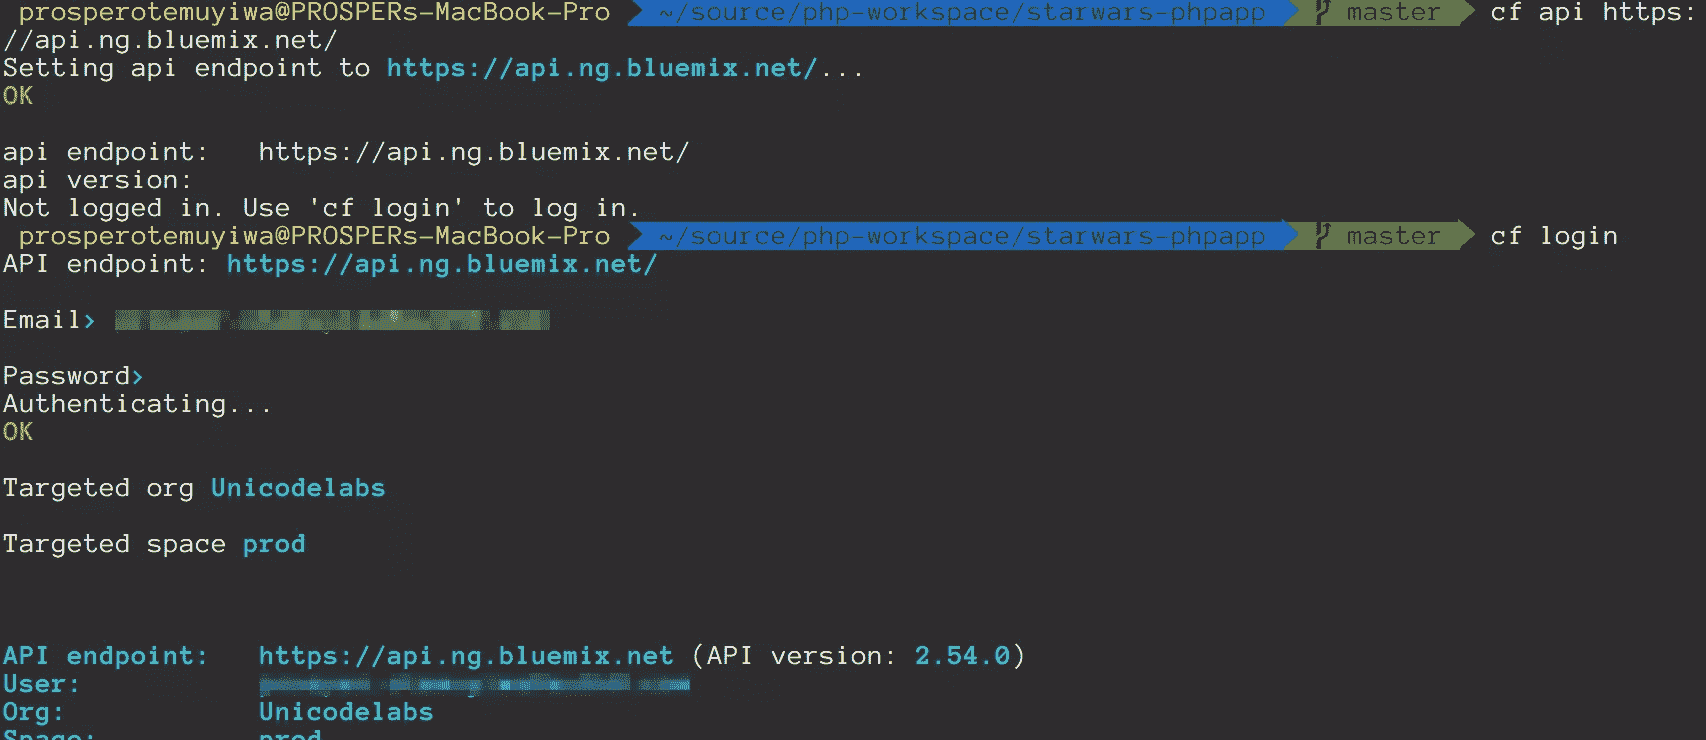 prosperotemuyiwa@PROSPERs-MacBook-Pro ~/source/php-workspace/starwars-phpapp master cf api https:
//api.ng.bluemix.net/
Setting api endpoint to https://api.ng.bluemix.net/...
OK
api endpoint: https://api.ng.bluemix.net/
api version:
Not logged in. Use 'cf login' to log in.
prosperotemuyiwa@PROSPERs-MacBook-Pro ~/source/php-workspace/starwars-phpapp master cf login
API endpoint: https://api.ng.bluemix.net/
Email>
Password>
Authenticating...
OK
Targeted org Unicodelabs
Targeted space prod
API endpoint: https://api.ng.bluemix.net (API version: 2.54.0)
User:
Org: Unicodelabs
Space: prod